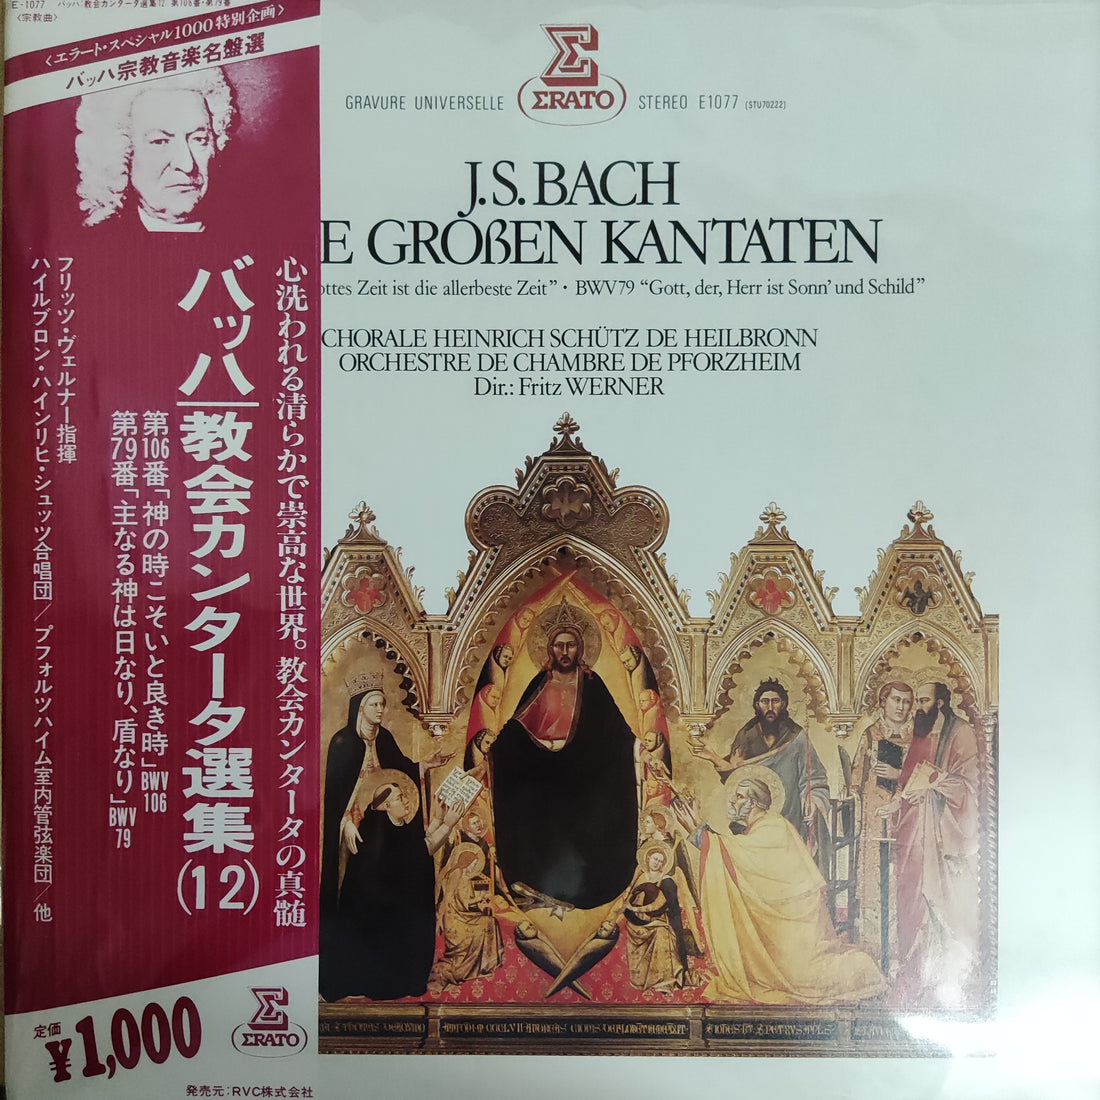 E-1077 バッハ：教会カンタータ選集12 第106番・第79番
〈宗教曲〉
〈エラート・スペシャル1000特別企画〉
バッハ宗教音楽名盤選
心洗われる清らかで崇高な世界。教会カンタータの真髄
バッハ|教会カンタータ選集(12)
第106番「神の時こそいと良き時」BWV106
第79番「主なる神は日なり、盾なり」BWV79
フリッツ・ヴェルナー指揮
ハイルブロン・ハインリヒ・シュッツ合唱団/プフォルツハイム室内管弦楽団/他
定価
¥1,000
Σ
ΣRATO
発売元：RVC株式会社
Σ
GRAVURE UNIVERSELLE ΣRATO STEREO E1077 (STU70222)
J.S. BACH
E GROßEN KANTATEN
ottes Zeit ist die allerbeste Zeit” · BWV79 “Gott, der, Herr ist Sonn' und Schild”
CHORALE HEINRICH SCHÜTZ DE HEILBRONN
ORCHESTRE DE CHAMBRE DE PFORZHEIM
Dir.: Fritz WERNER